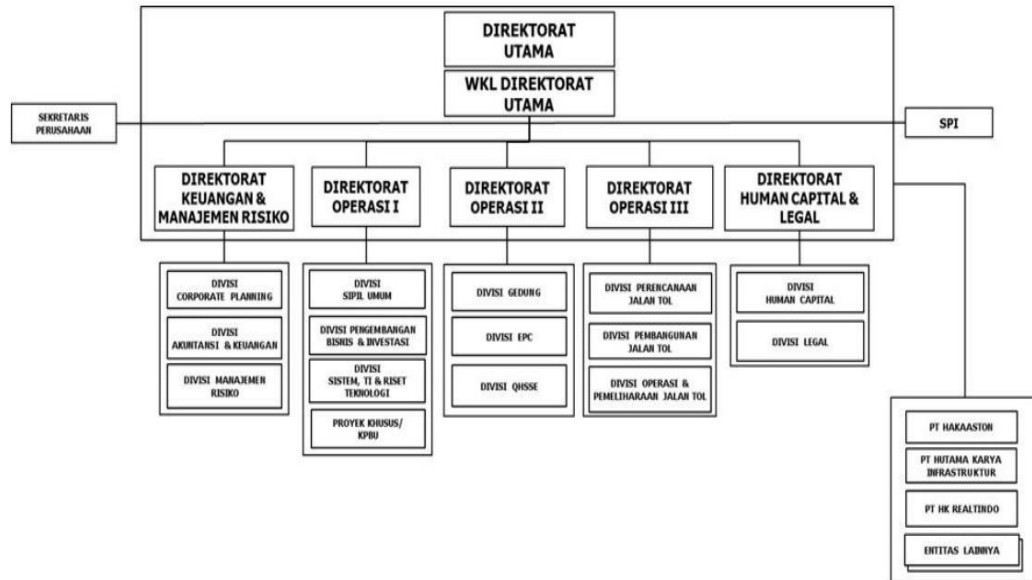 DIREKTORAT
UTAMA
WKL DIREKTORAT
UTAMA
SEKRETARIS
PERUSAHAAN
SPI
DIREKTORAT
KEUANGAN &
MANAJEMEN RISIKO
DIREKTORAT
OPERASI I
DIREKTORAT
OPERASI II
DIREKTORAT
OPERASI III
DIREKTORAT
HUMAN CAPITAL &
LEGAL
DIVISI
CORPORATE PLANNING
DIVISI
AKUNTANSI & KEUANGAN
DIVISI MANAJEMEN
RISIKO
DIVISI
SIPIL UMUM
DIVISI PENGEMBANGAN
BISNIS & INVESTASI
DIVISI
SISTEM, TI & RISET
TEKNOLOGI
PROYEK KHUSUS/
KPBU
DIVISI GEDUNG
DIVISI EPC
DIVISI QHSSE
DIVISI PERENCANAAN
JALAN TOL
DIVISI PEMBANGUNAN
JALAN TOL
DIVISI OPERASI &
PEMELIHARAAN JALAN TOL
DIVISI
HUMAN CAPITAL
DIVISI LEGAL
PT HAKAASTON
PT HUTAMA KARYA
INFRASTRUKTUR
PT HK REALTINDO
ENTITAS LAINNYA